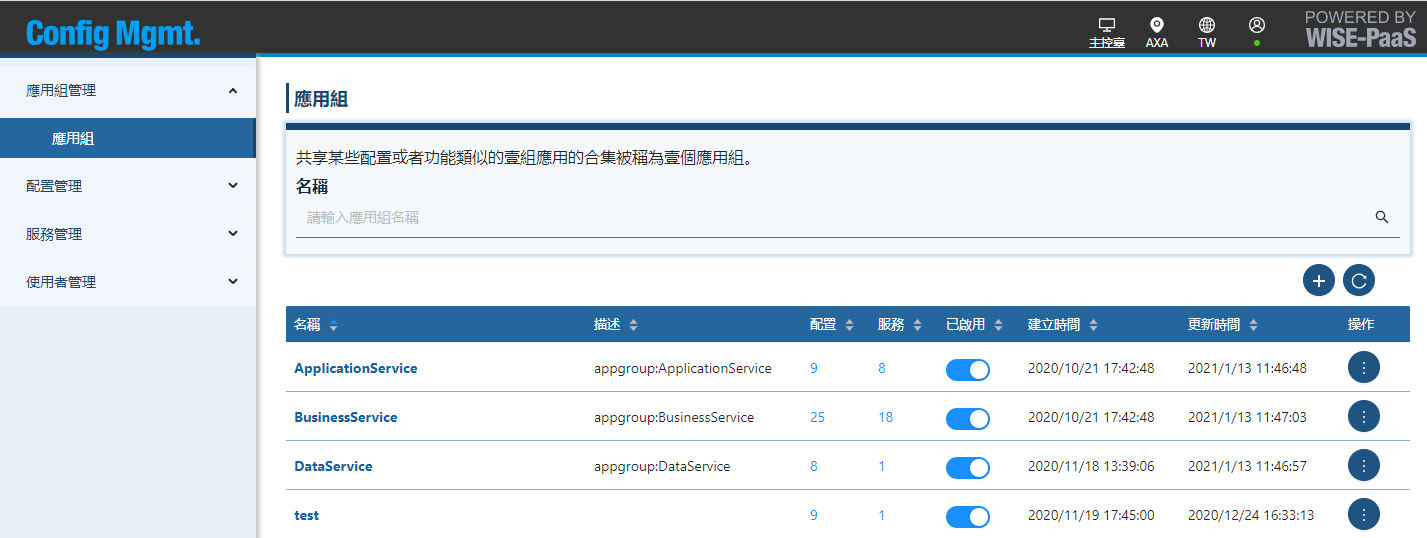 Config Mgmt.
主控臺
AXA
TW
POWERED BY
WISE-PaaS
應用組管理
應用組
配置管理
服務管理
使用者管理
應用組
共享某些配置或者功能類似的壹組應用的合集被稱為壹個應用組。
名稱
請輸入應用組名稱
名稱 描述 配置 服務 已啟用 建立時間 更新時間 操作
ApplicationService appgroup:ApplicationService 9 8 2020/10/21 17:42:48 2021/1/13 11:46:48
BusinessService appgroup:BusinessService 25 18 2020/10/21 17:42:48 2021/1/13 11:47:03
DataService appgroup:DataService 8 1 2020/11/18 13:39:06 2021/1/13 11:46:57
test 9 1 2020/11/19 17:45:00 2020/12/24 16:33:13